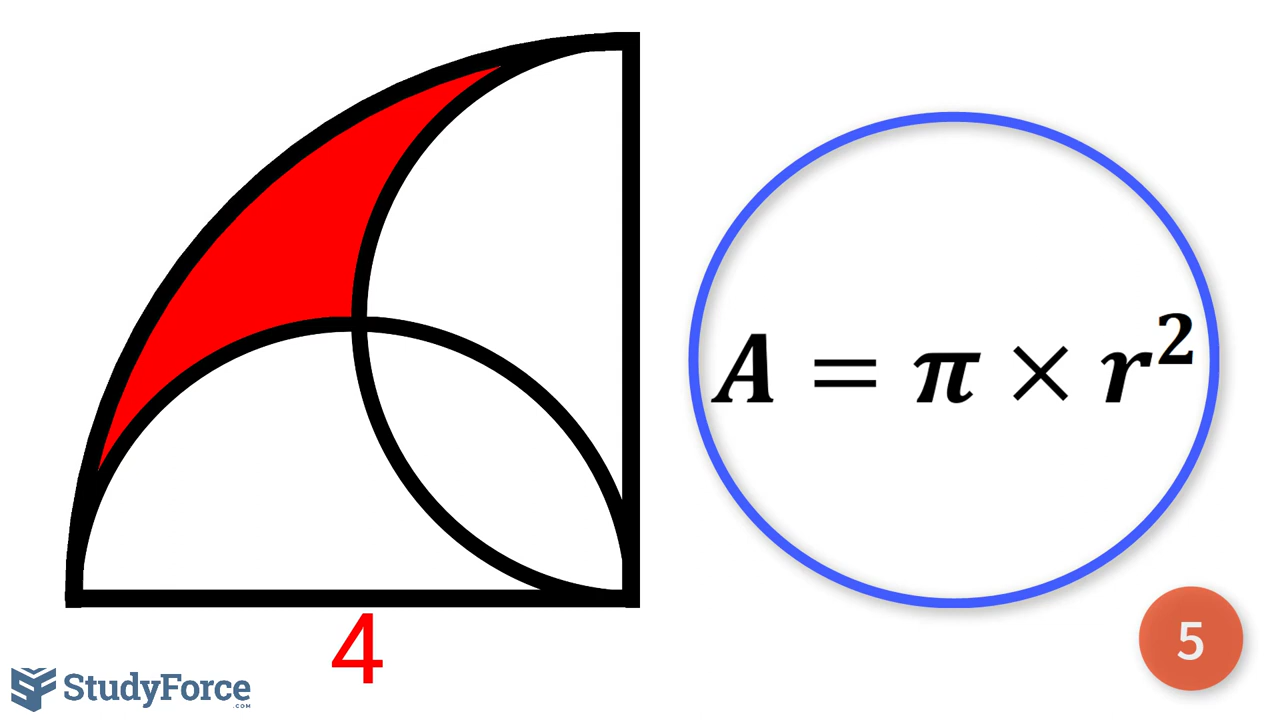 A = π × r²
4
5
StudyForce
.COM